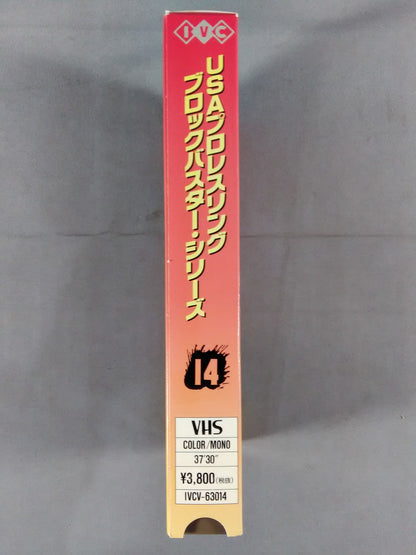 IVC
USAプロレスリング
ブロックバスター・シリーズ
14
VHS
COLOR/MONO
37'30"
¥3,800(税抜)
IVCV-63014